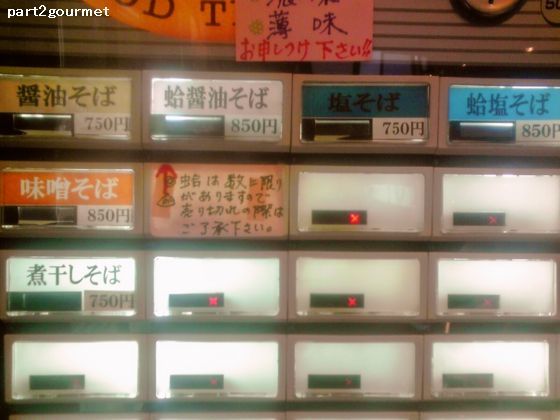 part2gourmet
薄味
お申しつけ下さい!!
醤油そば
750円
蛤醤油そば
850円
塩そば
750円
蛤塩そば
850円
味噌そば
850円
蛤は数に限り
がありますので
売り切れの際は
ご了承下さい。
煮干しそば
750円